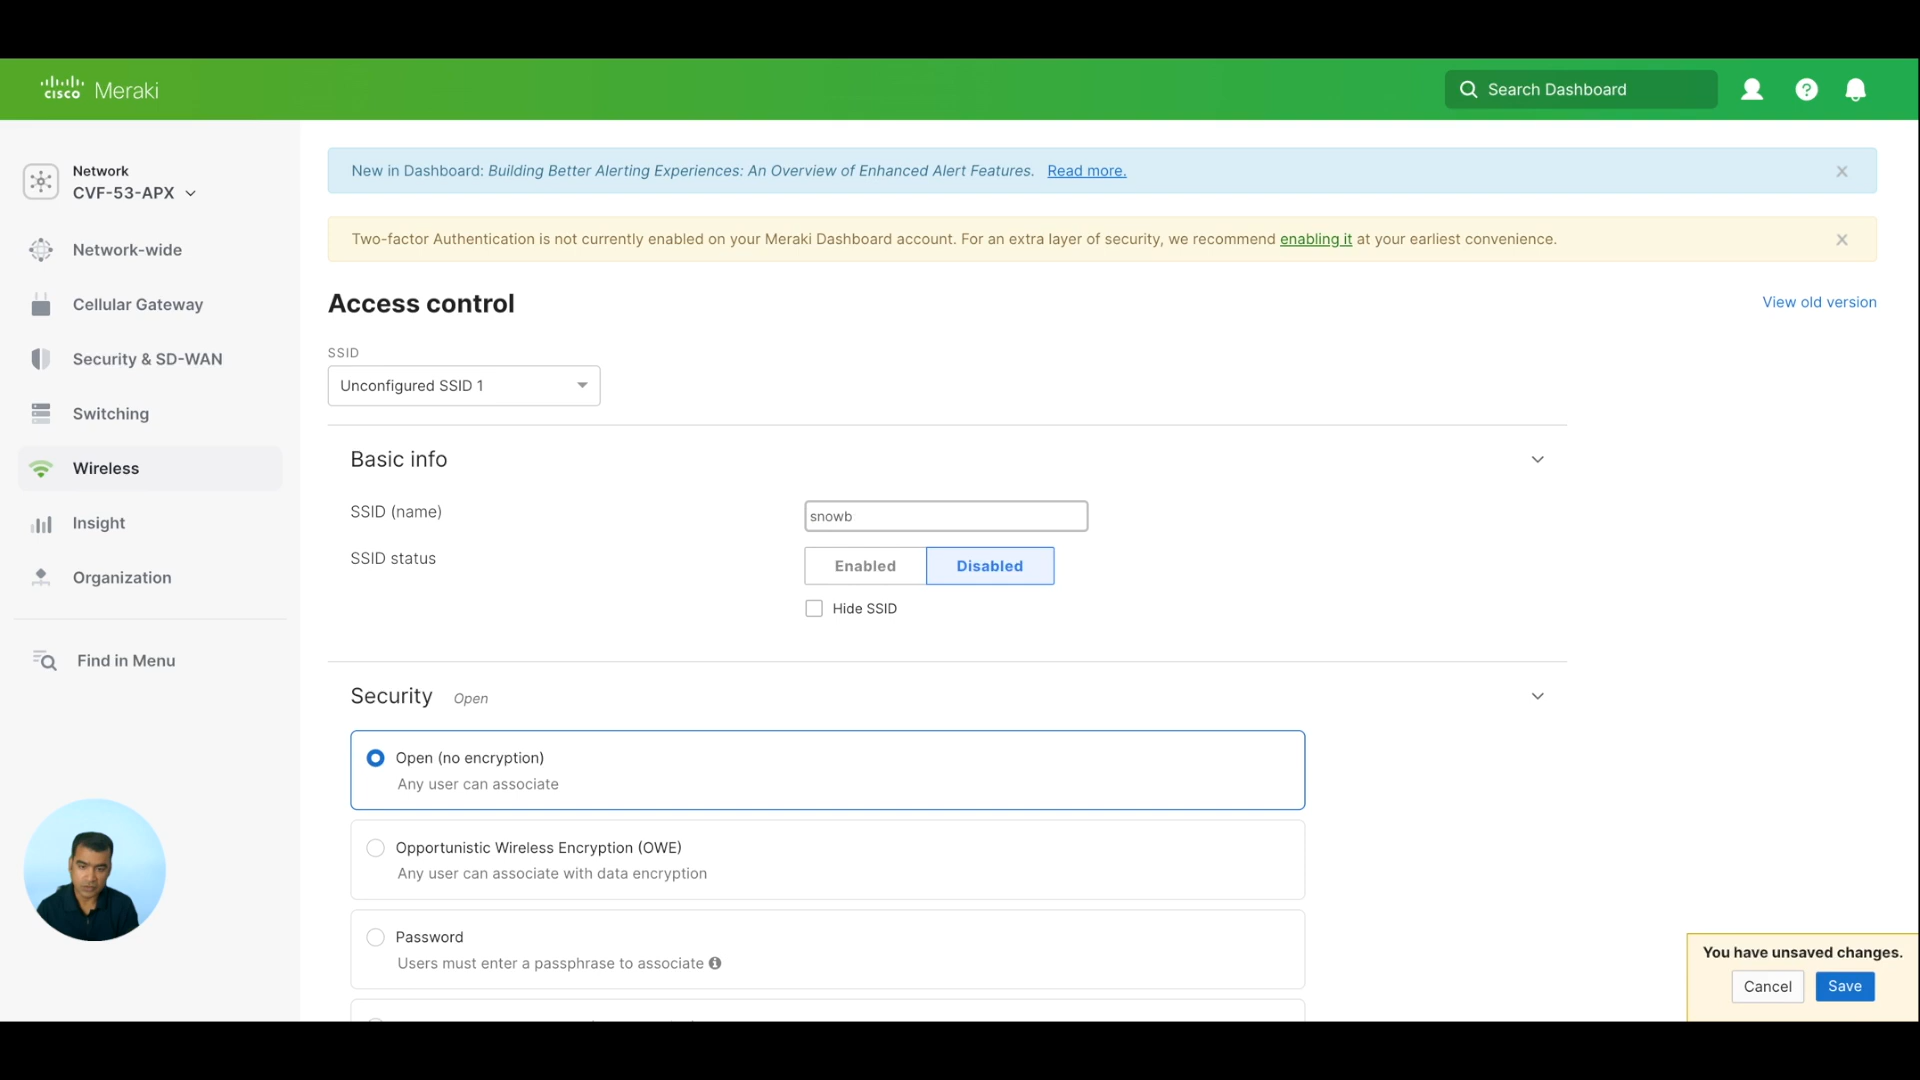 CISCO Meraki
Search Dashboard
?
Network
CVF-53-APX
Network-wide
Cellular Gateway
Security & SD-WAN
Switching
Wireless
Insight
Organization
Find in Menu
New in Dashboard: Building Better Alerting Experiences: An Overview of Enhanced Alert Features. Read more.
Two-factor Authentication is not currently enabled on your Meraki Dashboard account. For an extra layer of security, we recommend enabling it at your earliest convenience.
Access control
View old version
SSID
Unconfigured SSID 1
Basic info
SSID (name)
snowb
SSID status
Enabled
Disabled
Hide SSID
Security Open
Open (no encryption)
Any user can associate
Opportunistic Wireless Encryption (OWE)
Any user can associate with data encryption
Password
Users must enter a passphrase to associate
You have unsaved changes.
Cancel
Save